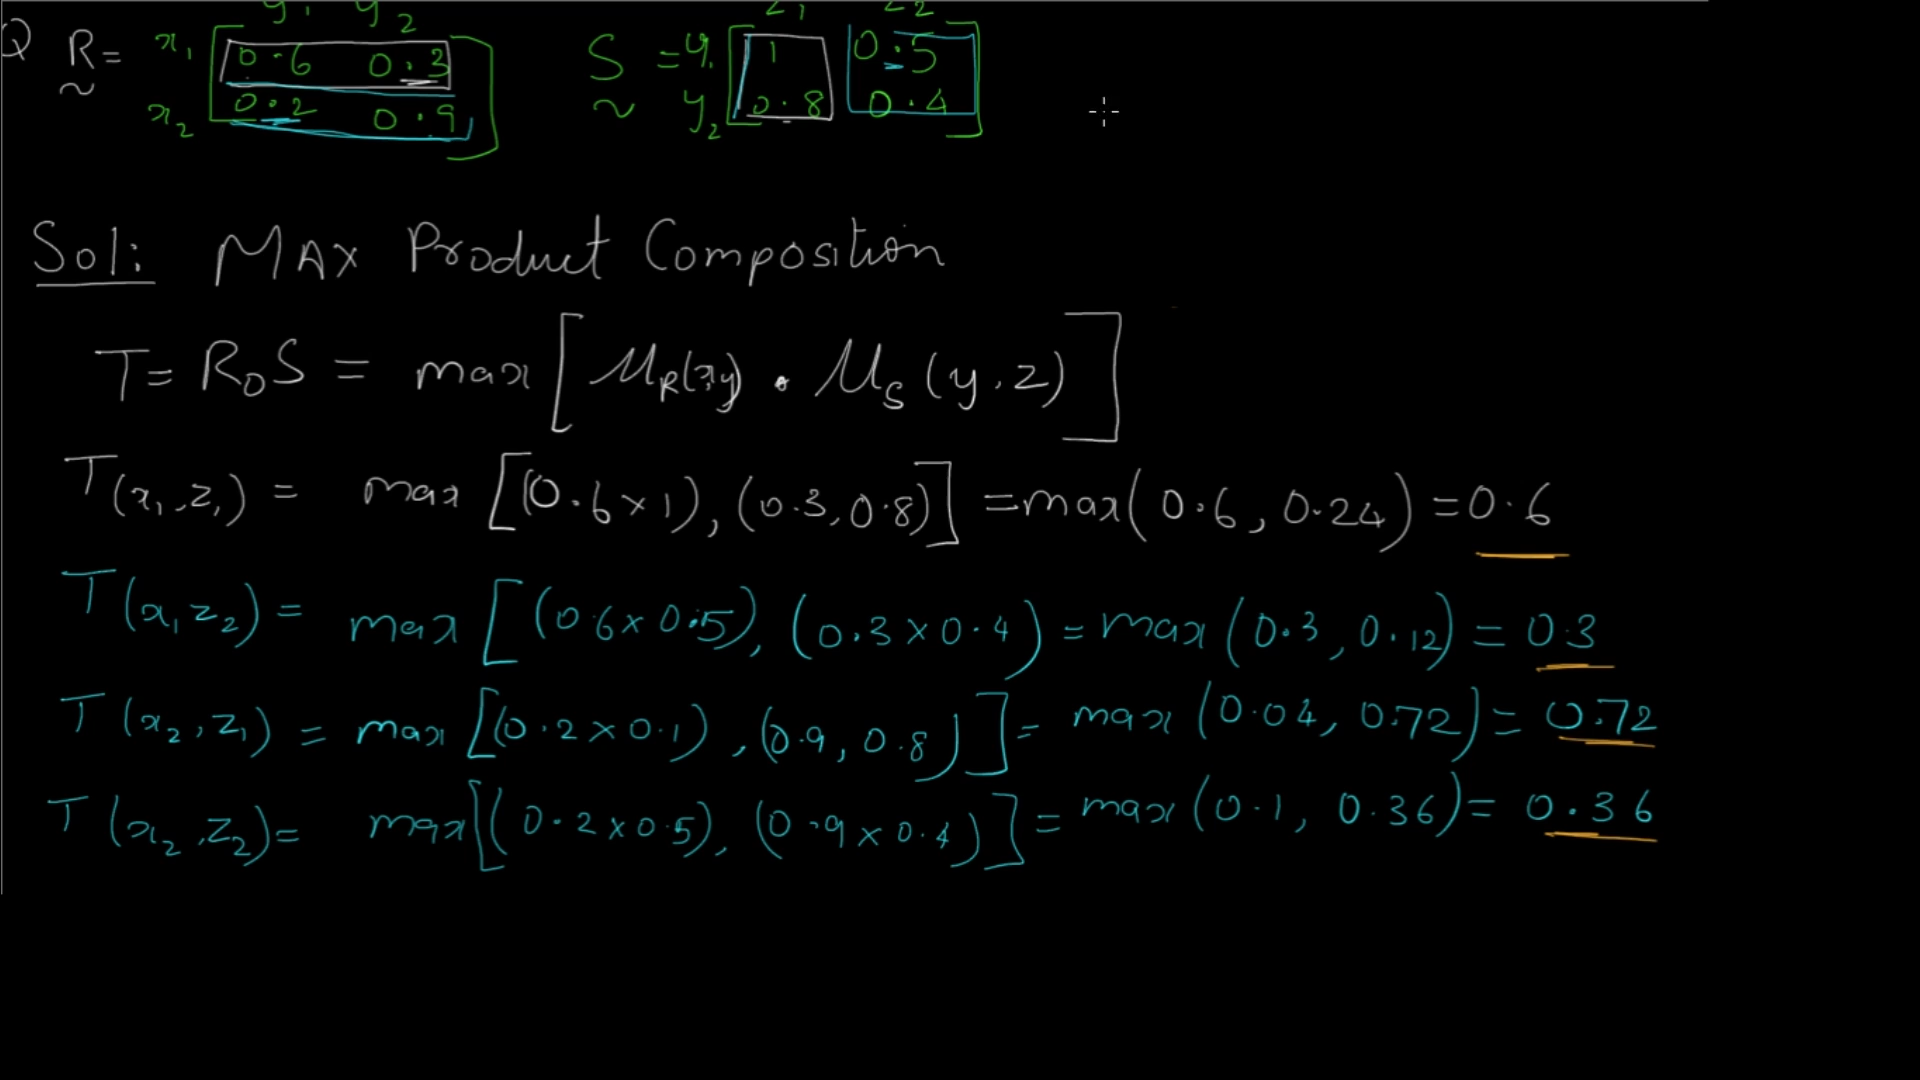 y1 y2 z1 z2
Q R = x1 [0.6 0.3] S = y1 [1 0.5]
~ x2 [0.2 0.9] ~ y2 [0.8 0.4]
Sol: MAX Product Composition
T = RoS = max [μR(x,y) • μS(y,z)]
T(x1,z1) = max [(0.6×1), (0.3,0.8)] = max(0.6, 0.24) = 0.6
T(x1z2) = max [(0.6×0.5), (0.3×0.4) = max(0.3, 0.12) = 0.3
T(x2,z1) = max [(0.2×0.1), (0.9, 0.8)] = max(0.04, 0.72) = 0.72
T(x2,z2) = max [(0.2×0.5), (0.9×0.4)] = max(0.1, 0.36) = 0.36